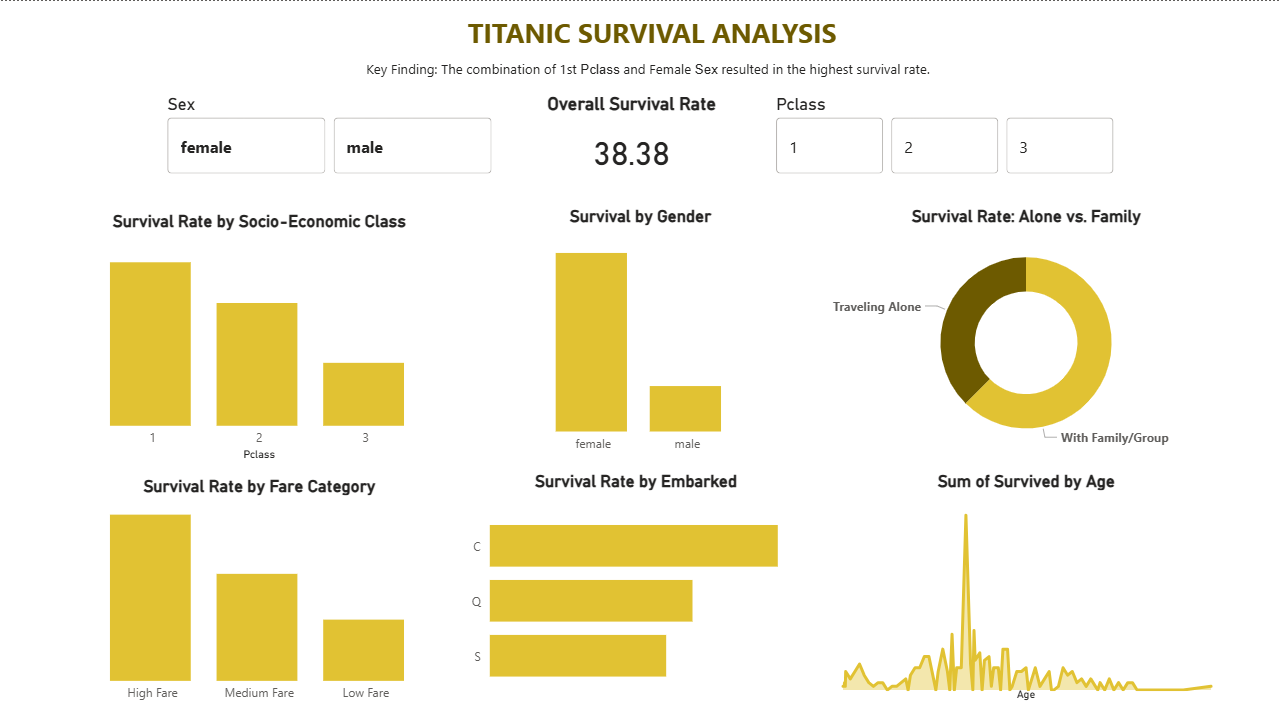 TITANIC SURVIVAL ANALYSIS
Key Finding: The combination of 1st Pclass and Female Sex resulted in the highest survival rate.
Sex
female
male
Overall Survival Rate
38.38
Pclass
1
2
3
Survival Rate by Socio-Economic Class
1
2
3
Pclass
Survival by Gender
female
male
Survival Rate: Alone vs. Family
Traveling Alone
With Family/Group
Survival Rate by Fare Category
High Fare
Medium Fare
Low Fare
Survival Rate by Embarked
C
Q
S
Sum of Survived by Age
Age